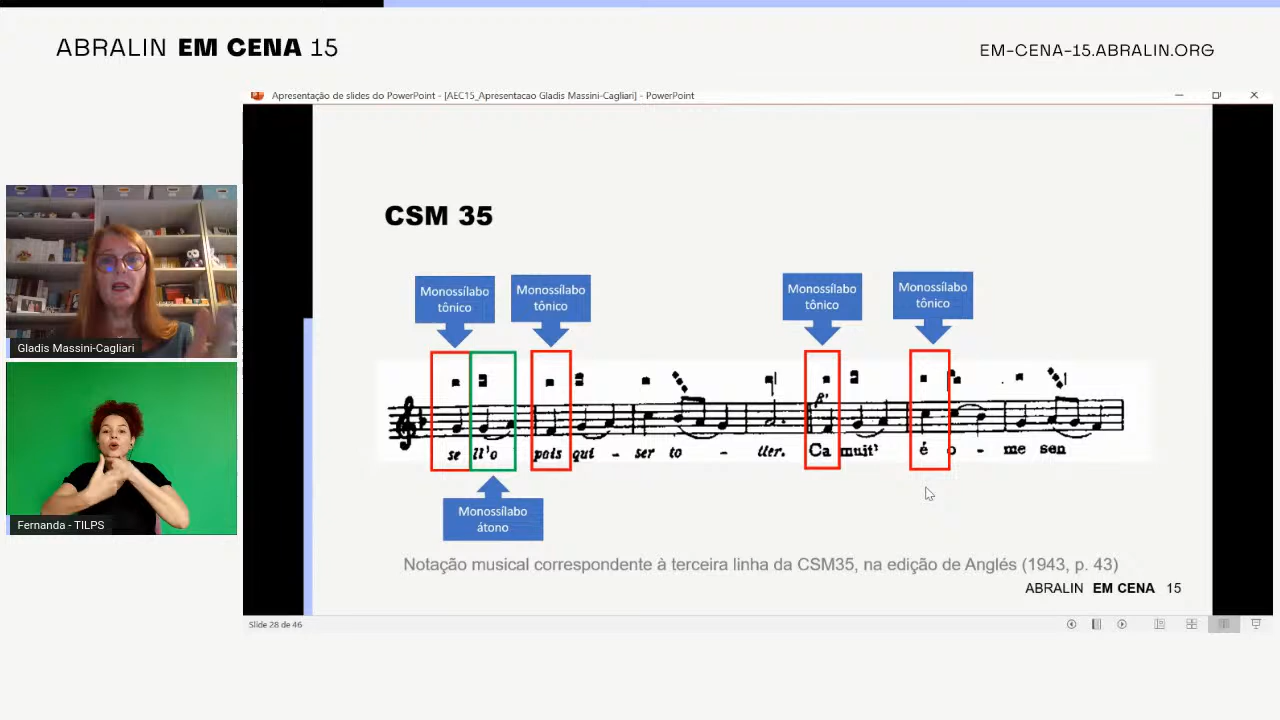 ABRALIN EM CENA 15
EM-CENA-15.ABRALIN.ORG
Apresentação de slides do PowerPoint - [AEC15_Apresentacao Gladis Massini-Cagliari] - PowerPoint
CSM 35
Monossílabo
tônico
Monossílabo
tônico
Monossílabo
tônico
Monossílabo
tônico
se ll'o pois qui - ser to - ller. Ca muit' é o - me sen
Monossílabo
átono
Notação musical correspondente à terceira linha da CSM35, na edição de Anglés (1943, p. 43)
ABRALIN EM CENA 15
Slide 28 de 46
Gladis Massini-Cagliari
Fernanda - TILPS